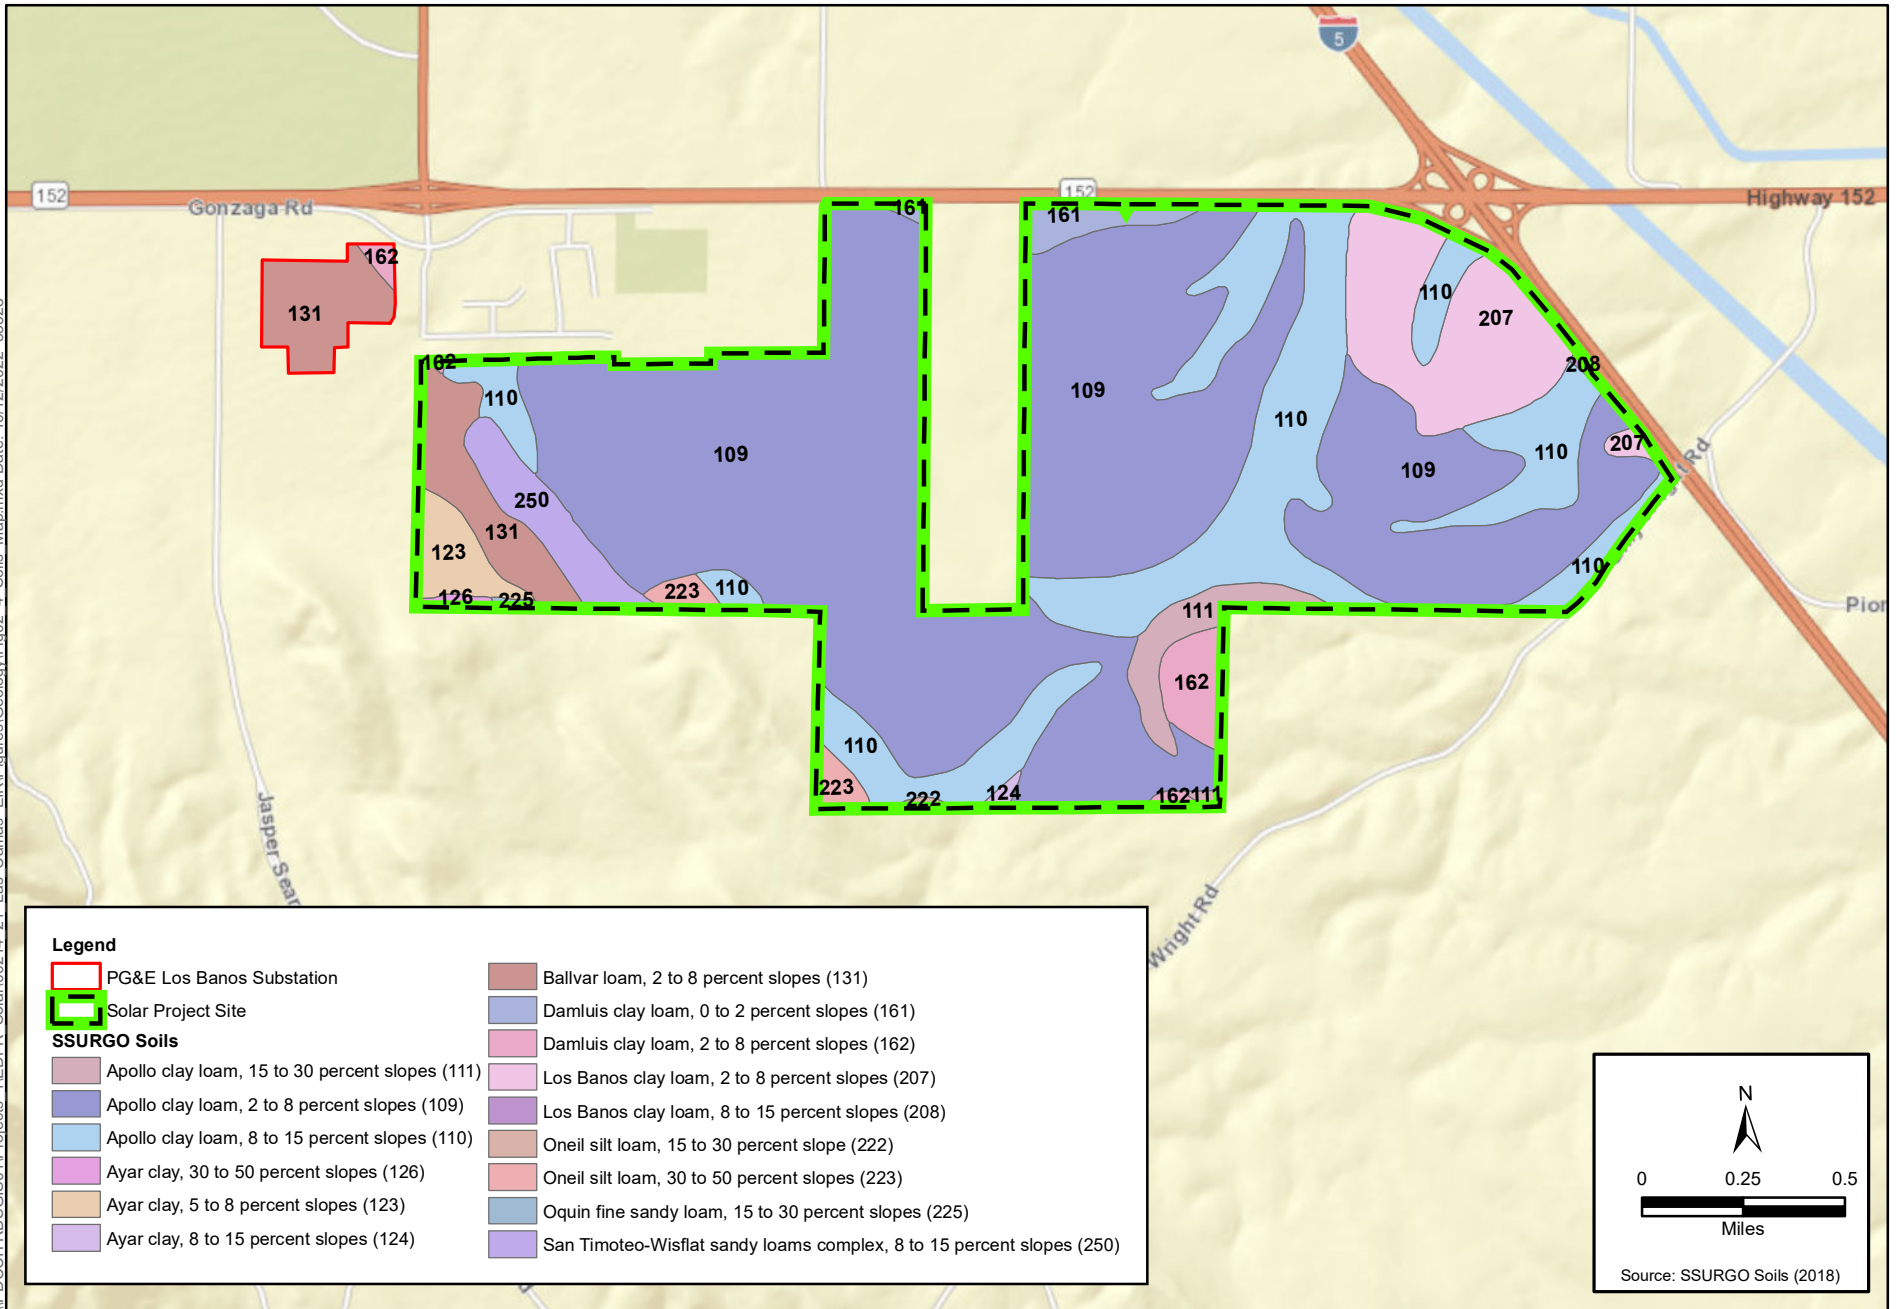 5
152
152
Gonzaga Rd
Highway 152
161
161
162
131
110
207
208
162
110
109
110
109
110
207
109
250
131
123
126
225
223
110
110
111
162
110
223
222
124
162
111
Jasper Sear
Wright Rd
t Rd
Pior
Legend
PG&E Los Banos Substation
Solar Project Site
SSURGO Soils
Apollo clay loam, 15 to 30 percent slopes (111)
Apollo clay loam, 2 to 8 percent slopes (109)
Apollo clay loam, 8 to 15 percent slopes (110)
Ayar clay, 30 to 50 percent slopes (126)
Ayar clay, 5 to 8 percent slopes (123)
Ayar clay, 8 to 15 percent slopes (124)
Ballvar loam, 2 to 8 percent slopes (131)
Damluis clay loam, 0 to 2 percent slopes (161)
Damluis clay loam, 2 to 8 percent slopes (162)
Los Banos clay loam, 2 to 8 percent slopes (207)
Los Banos clay loam, 8 to 15 percent slopes (208)
Oneil silt loam, 15 to 30 percent slope (222)
Oneil silt loam, 30 to 50 percent slopes (223)
Oquin fine sandy loam, 15 to 30 percent slopes (225)
San Timoteo-Wisflat sandy loams complex, 8 to 15 percent slopes (250)
N
0 0.25 0.5
Miles
Source: SSURGO Soils (2018)